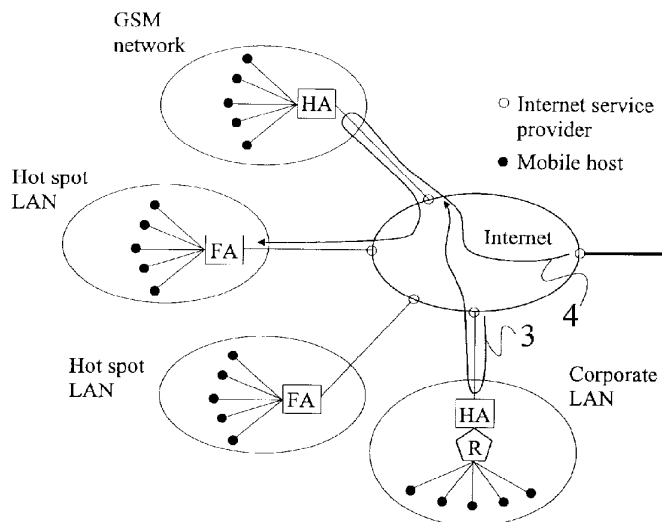 GSM
network
HA
Internet service
provider
Mobile host
Hot spot
LAN
FA
Internet
4
3
Hot spot
LAN
FA
Corporate
LAN
HA
R